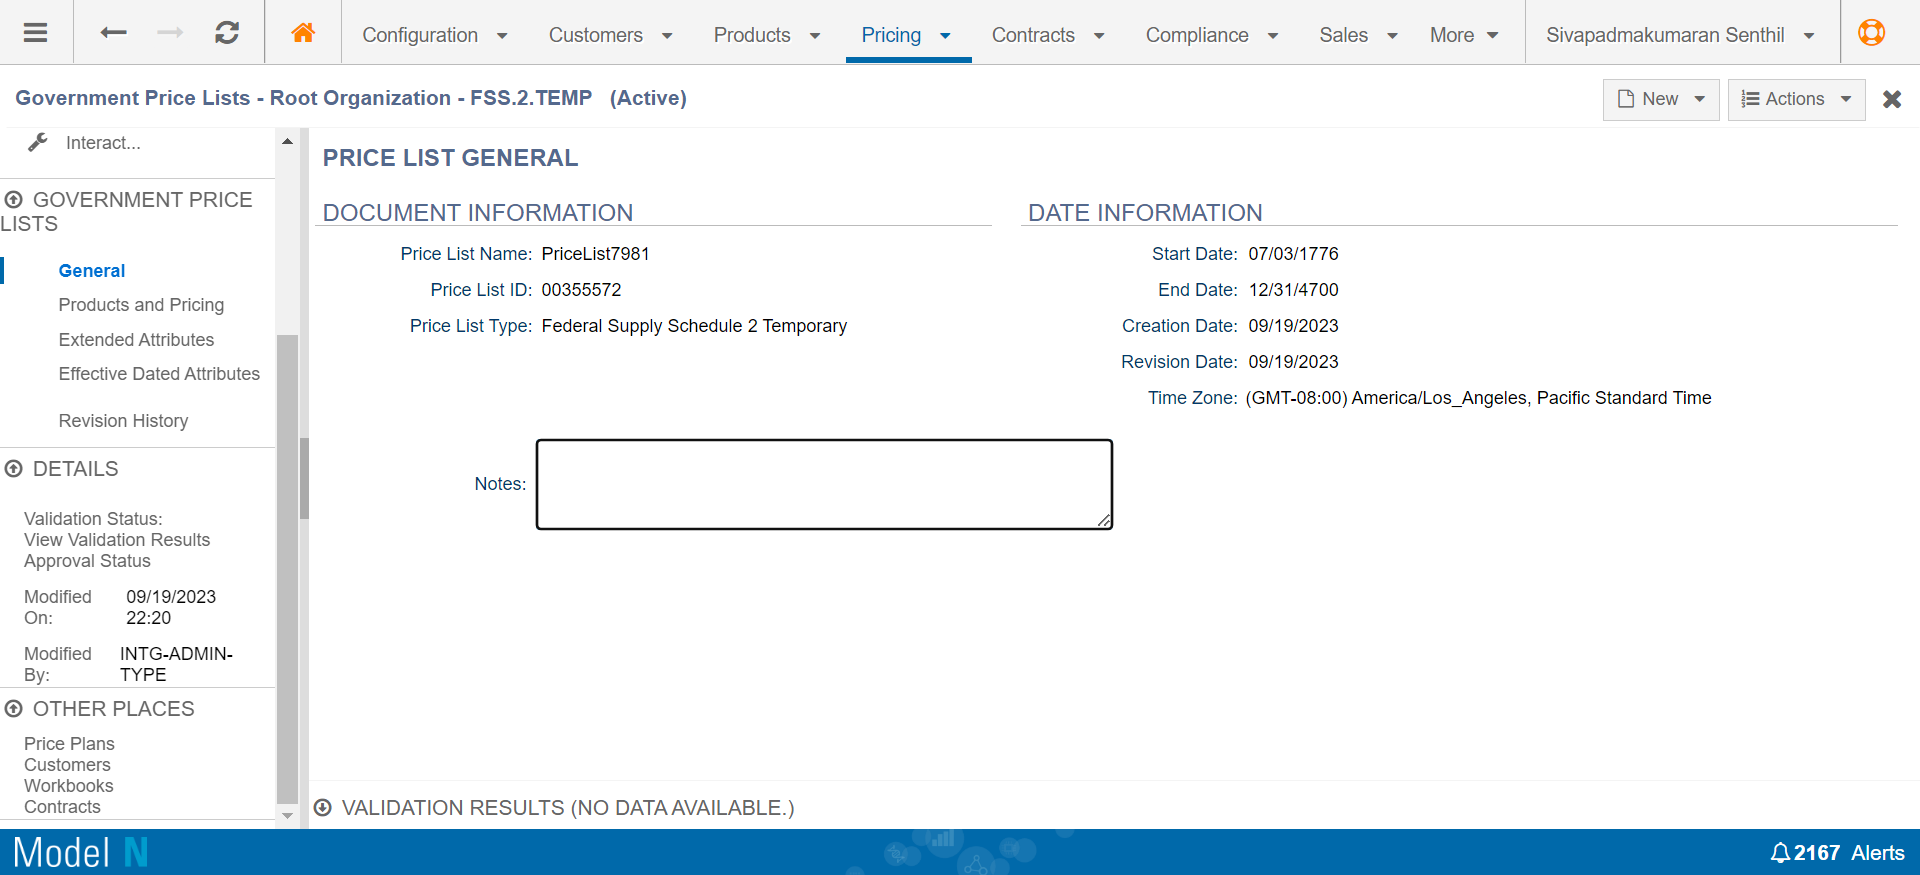 Configuration Customers Products Pricing Contracts Compliance Sales More Sivapadmakumaran Senthil
Government Price Lists - Root Organization - FSS.2.TEMP (Active)
New Actions
Interact...
GOVERNMENT PRICE
LISTS
General
Products and Pricing
Extended Attributes
Effective Dated Attributes
Revision History
DETAILS
Validation Status:
View Validation Results
Approval Status
Modified On: 09/19/2023 22:20
Modified By: INTG-ADMIN-TYPE
OTHER PLACES
Price Plans
Customers
Workbooks
Contracts
PRICE LIST GENERAL
DOCUMENT INFORMATION
Price List Name: PriceList7981
Price List ID: 00355572
Price List Type: Federal Supply Schedule 2 Temporary
DATE INFORMATION
Start Date: 07/03/1776
End Date: 12/31/4700
Creation Date: 09/19/2023
Revision Date: 09/19/2023
Time Zone: (GMT-08:00) America/Los_Angeles, Pacific Standard Time
Notes:
VALIDATION RESULTS (NO DATA AVAILABLE.)
Model N
2167 Alerts